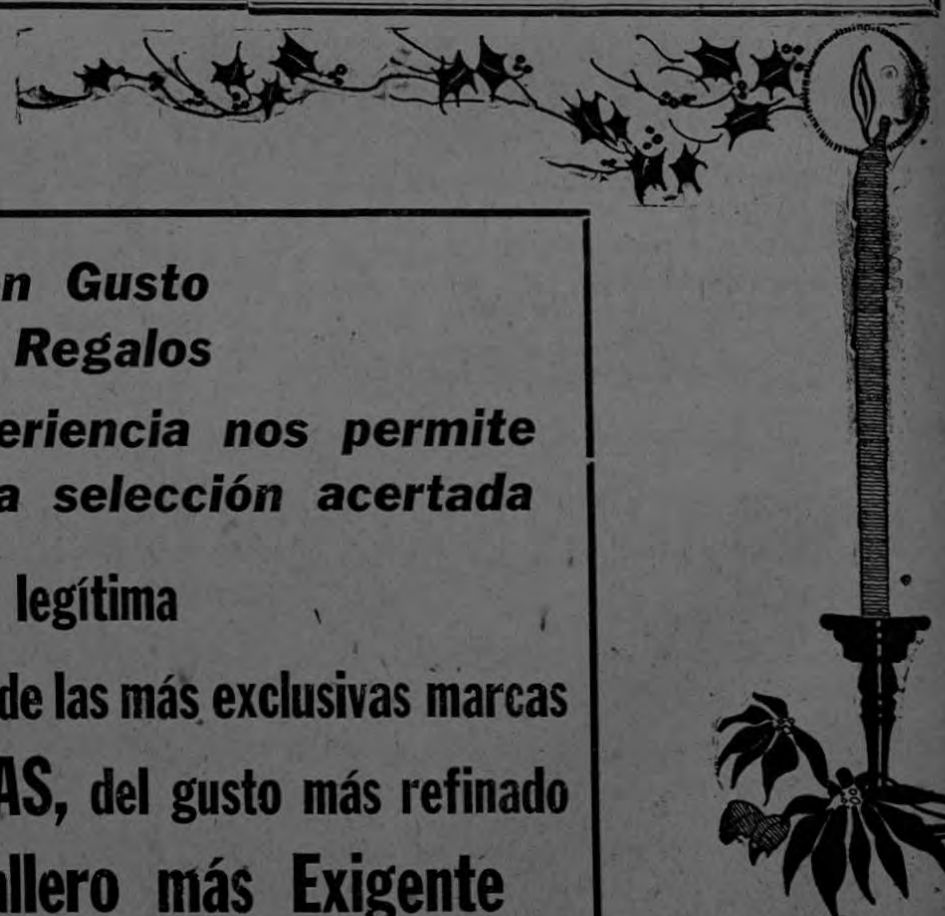 n Gusto
Regalos
eriencia nos permite
a selección acertada
legítima
de las más exclusivas marcas
AS, del gusto más refinado
allero más Exigente